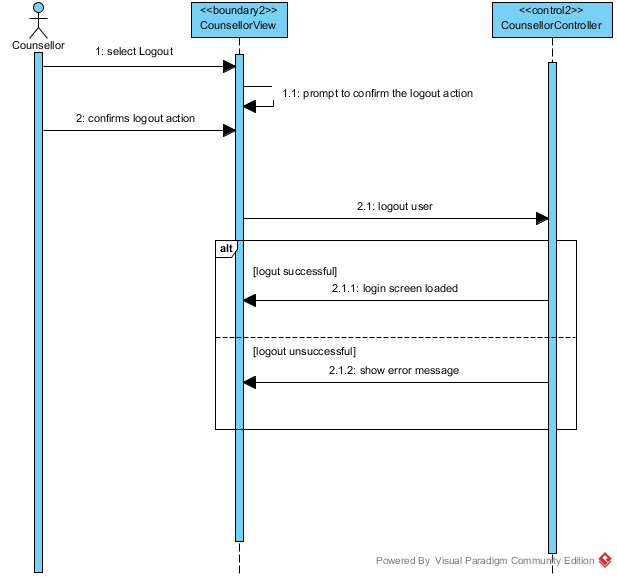 <<boundary2>>
CounsellorView
<<control2>>
CounsellorController
Counsellor
1: select Logout
1.1: prompt to confirm the logout action
2: confirms logout action
2.1: logout user
alt
[logut successful]
2.1.1: login screen loaded
[logout unsuccessful]
2.1.2: show error message
Powered By Visual Paradigm Community Edition